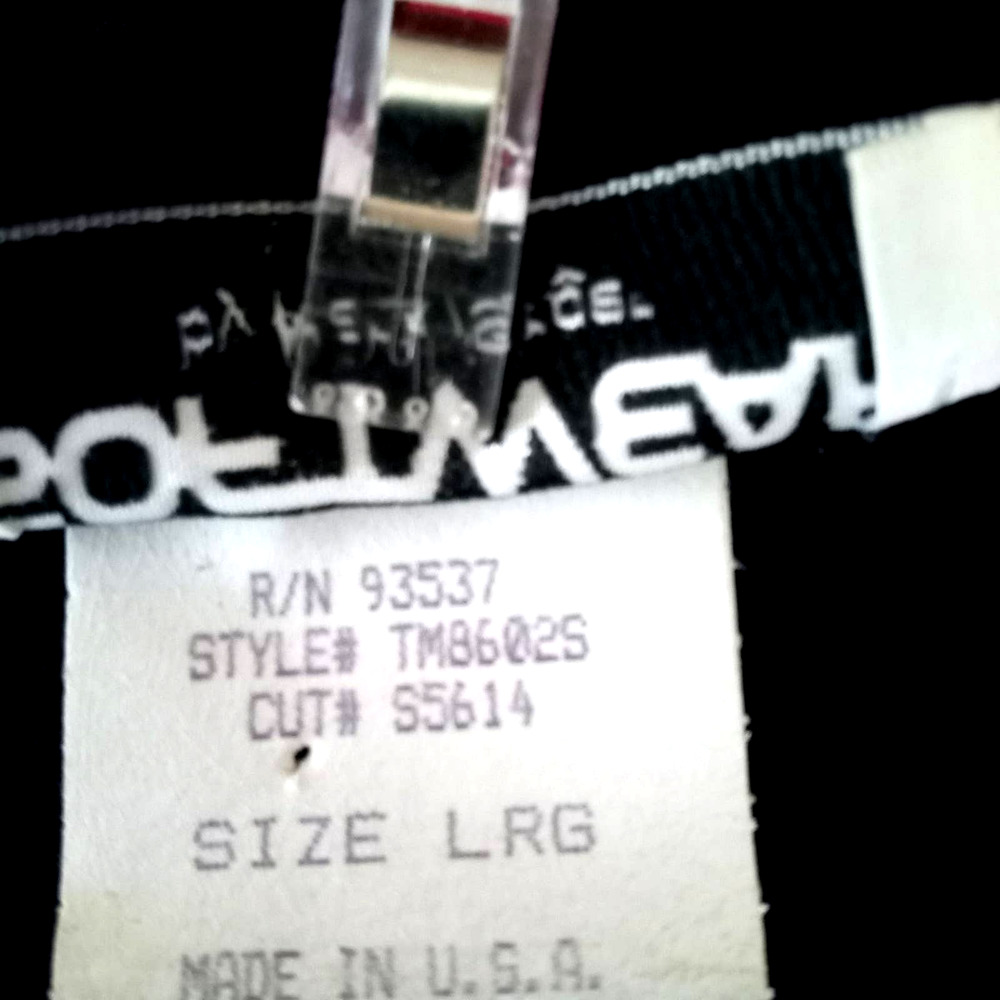 R/N 93537
STYLE# TM8602S
CUT# S5614
SIZE LRG
MADE IN U.S.A.